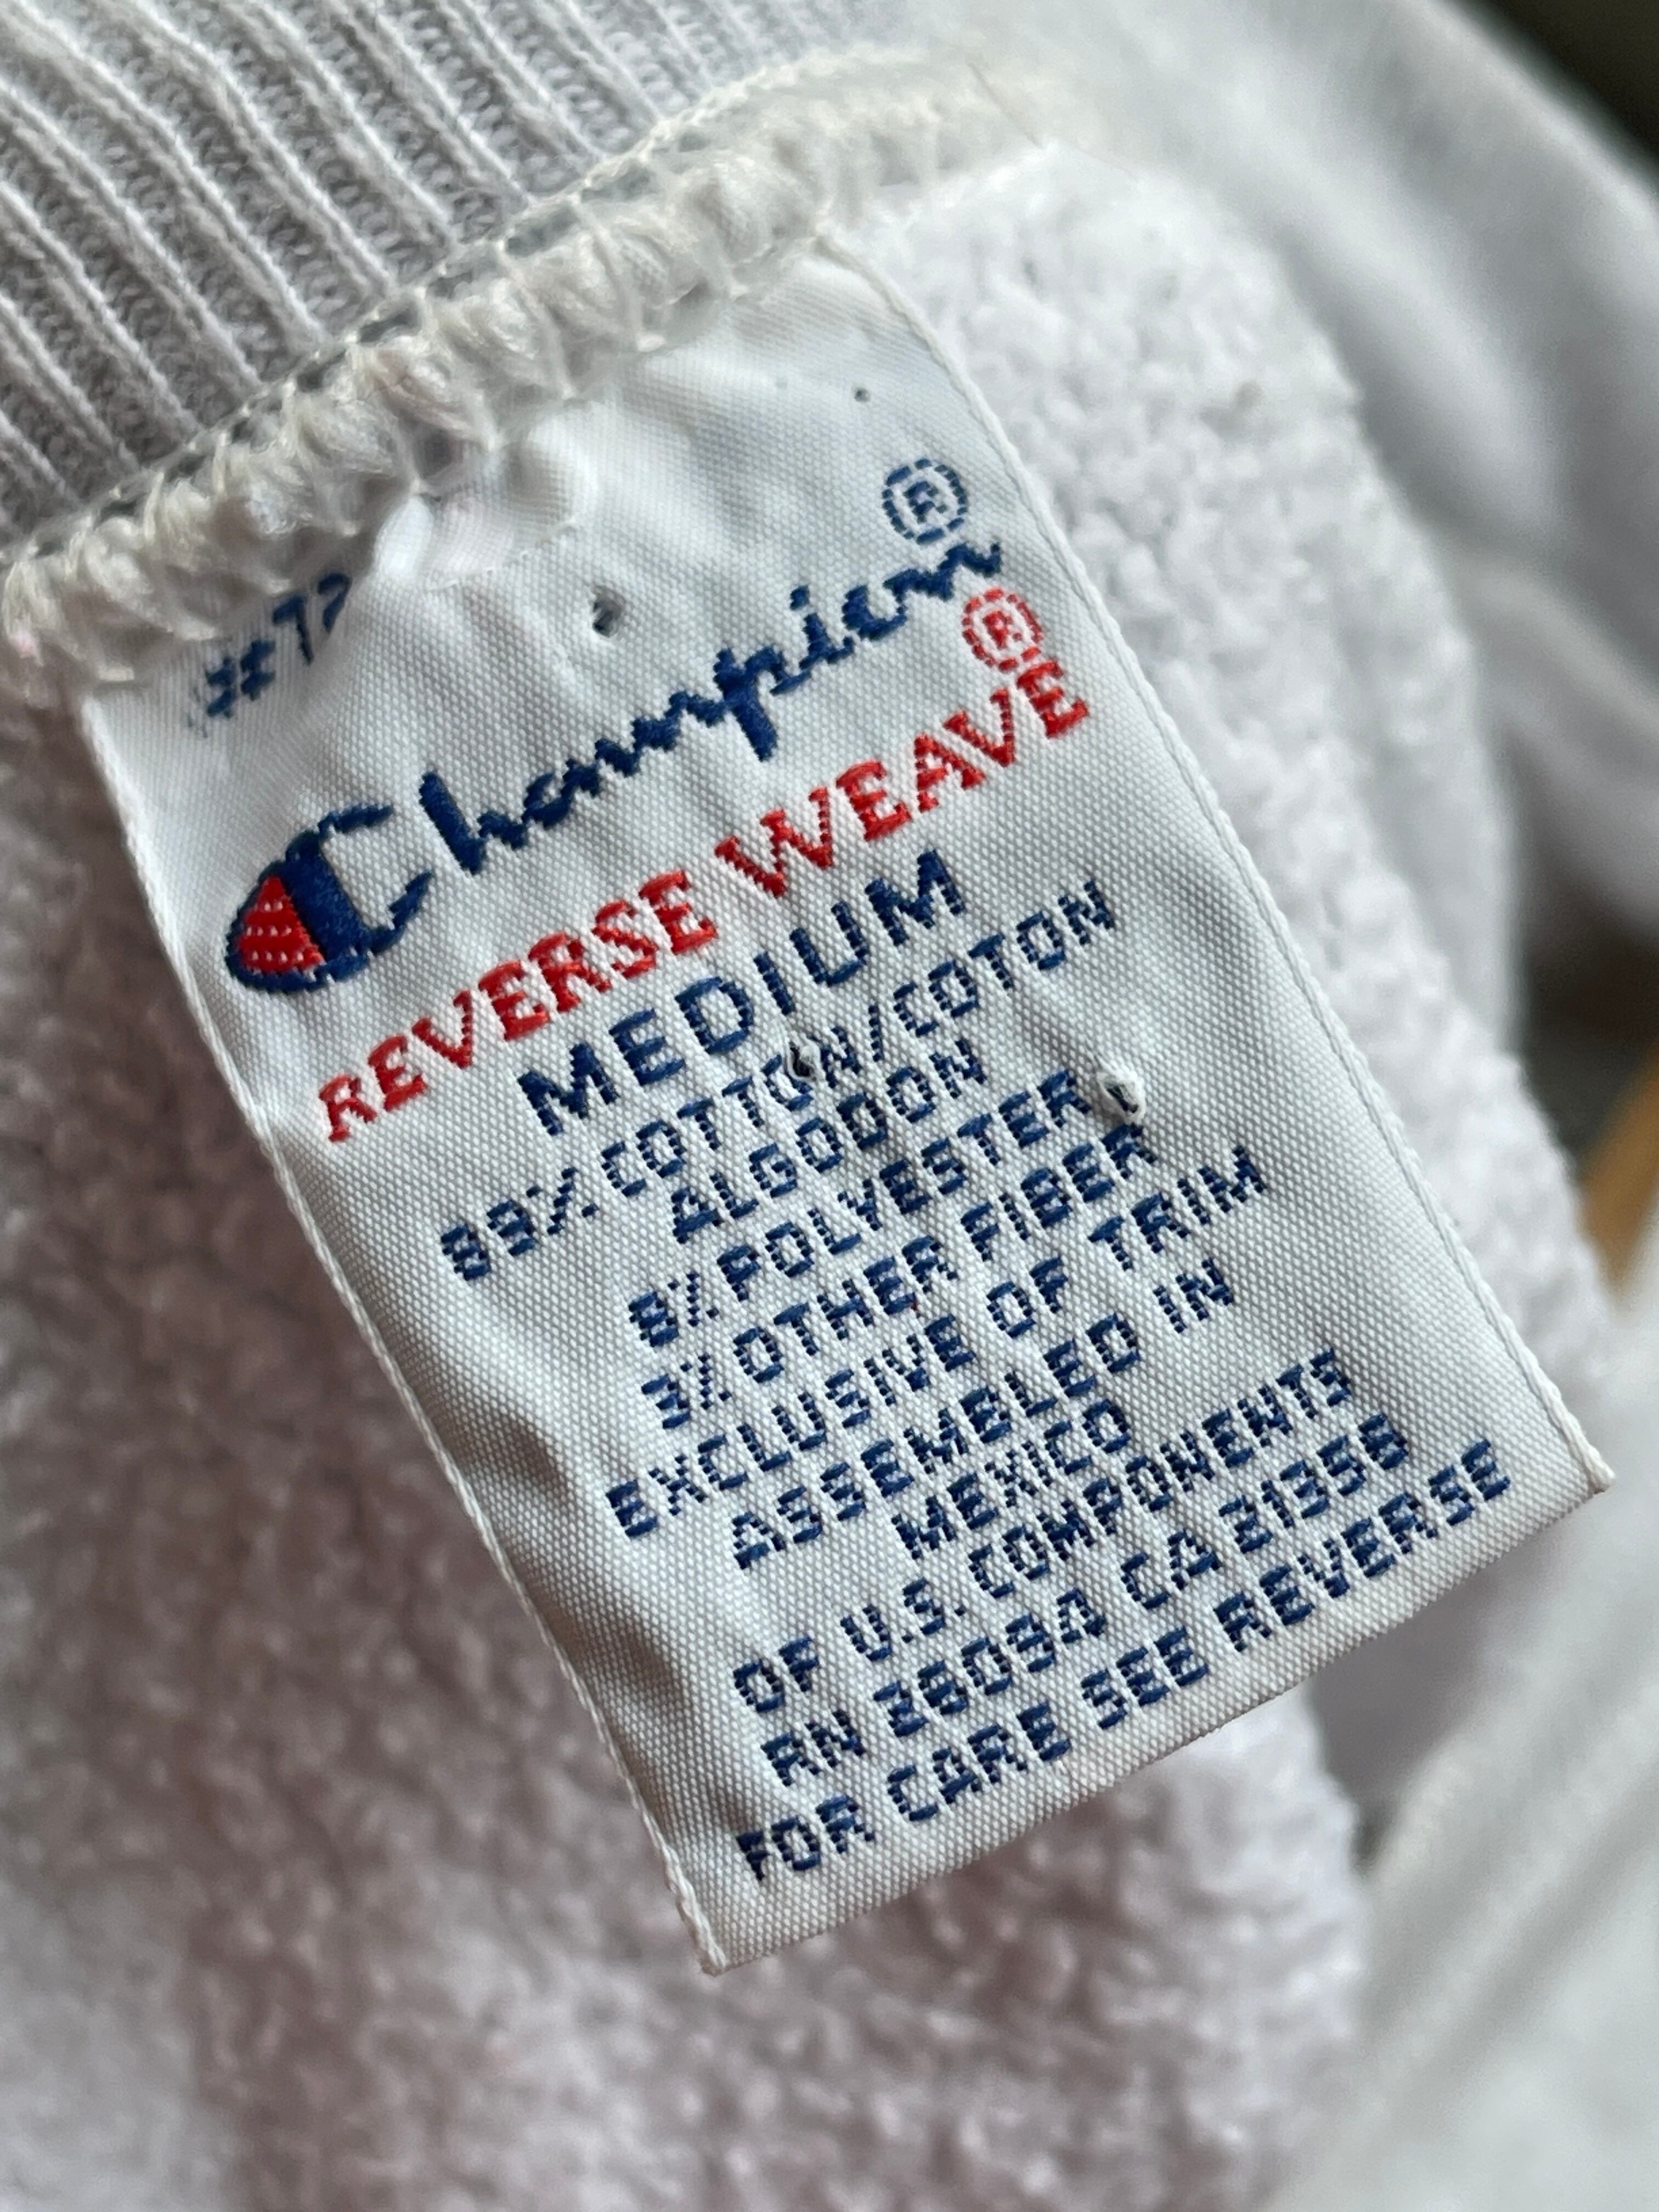 #72
Champion®
REVERSE WEAVE®
MEDIUM
89% COTTON/COTON
ALGODON
8% POLYESTER
3% OTHER FIBER
EXCLUSIVE OF TRIM
ASSEMBLED IN
MEXICO
OF U.S. COMPONENTS
RN 26094 CA 21358
FOR CARE SEE REVERSE